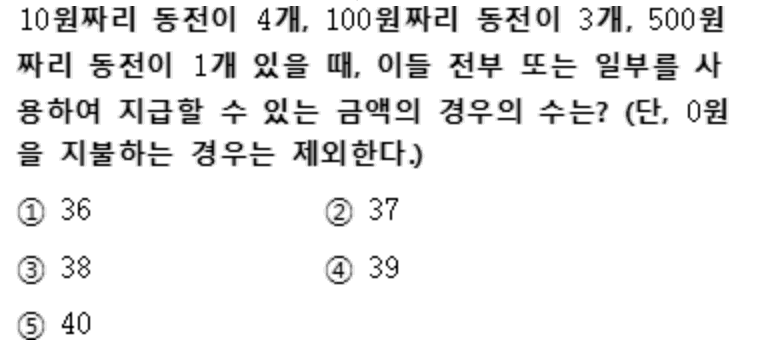 10원짜리 동전이 4개, 100원짜리 동전이 3개, 500원
짜리 동전이 1개 있을 때, 이들 전부 또는 일부를 사
용하여 지급할 수 있는 금액의 경우의 수는? (단, 0원
을 지불하는 경우는 제외한다.)
① 36 ② 37
③ 38 ④ 39
⑤ 40